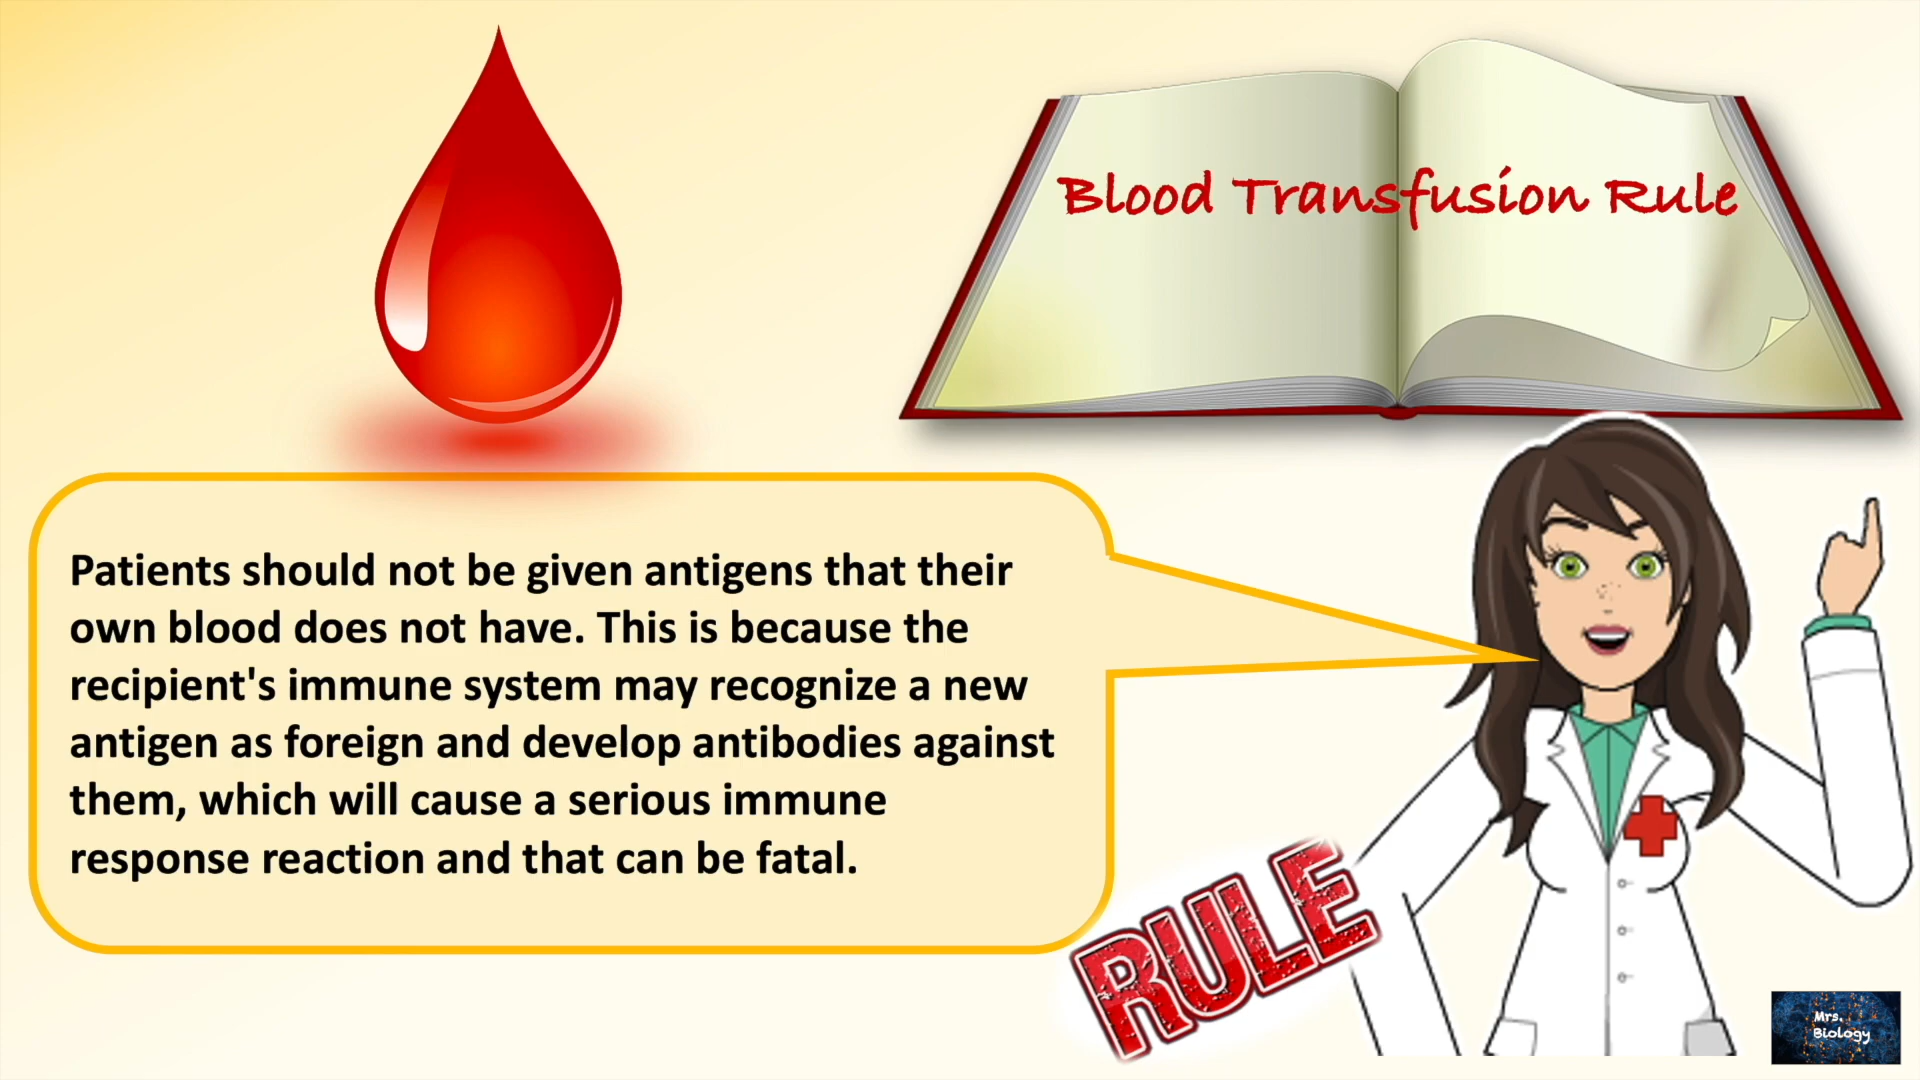 Blood Transfusion Rule
Patients should not be given antigens that their
own blood does not have. This is because the
recipient's immune system may recognize a new
antigen as foreign and develop antibodies against
them, which will cause a serious immune
response reaction and that can be fatal.
RULE
Mrs.
Biology